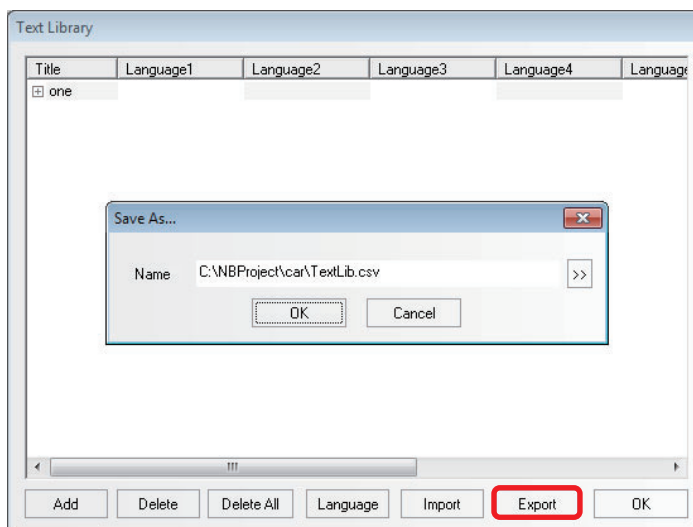 Text Library
Title Language1 Language2 Language3 Language4 Language
one
Save As...
Name C:\NBProject\car\TextLib.csv >>
OK Cancel
Add Delete Delete All Language Import Export OK